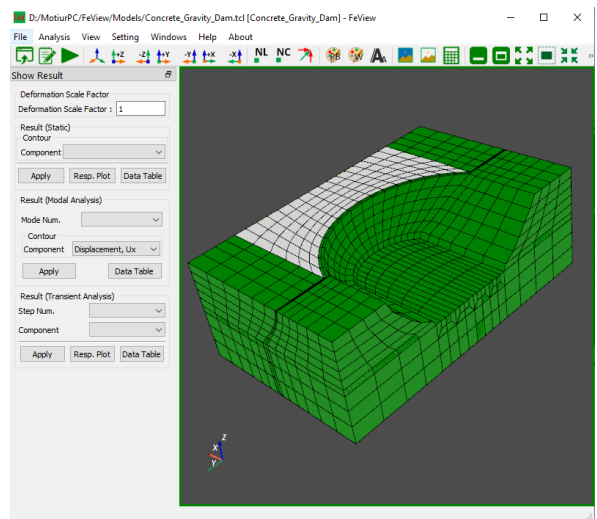 D:/MotiurPC/FeView/Models/Concrete_Gravity_Dam.tcl [Concrete_Gravity_Dam] - FeView
File Analysis View Setting Windows Help About
+Z -Z +Y -Y +X -X NL NC
Show Result
Deformation Scale Factor
Deformation Scale Factor : 1
Result (Static)
Contour
Component
Apply Resp. Plot Data Table
Result (Modal Analysis)
Mode Num.
Contour
Component Displacement, Ux
Apply Data Table
Result (Transient Analysis)
Step Num.
Component
Apply Resp. Plot Data Table
Z
X
Y